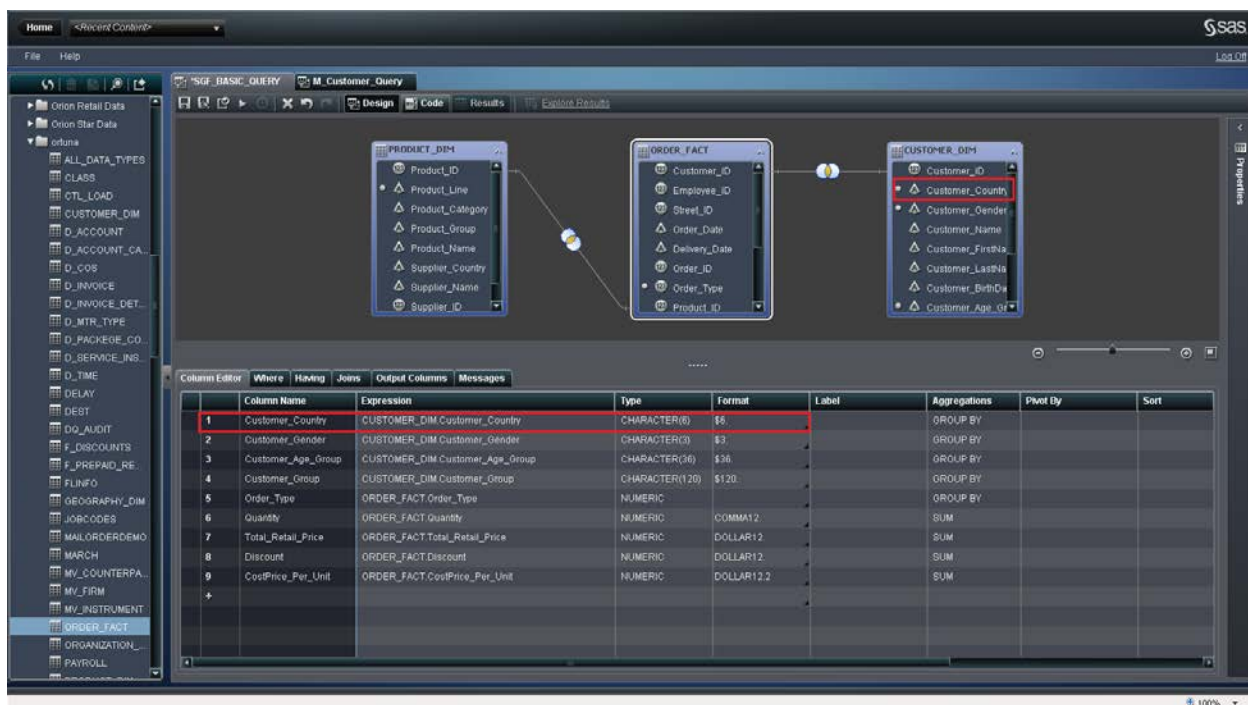 Home <Recent Content>
sas
File Help Log Off
*SGF_BASIC_QUERY M_Customer_Query
Design Code Results Explore Results
Orion Retail Data
Orion Star Data
ortuna
ALL_DATA_TYPES
CLASS
CTL_LOAD
CUSTOMER_DIM
D_ACCOUNT
D_ACCOUNT_CA...
D_COS
D_INVOICE
D_INVOICE_DET...
D_MTR_TYPE
D_PACKEGE_CO...
D_SERVICE_INS...
D_TIME
DELAY
DEST
DQ_AUDIT
F_DISCOUNTS
F_PREPAID_RE...
FLINFO
GEOGRAPHY_DIM
JOBCODES
MAILORDERDEMO
MARCH
MV_COUNTERPA...
MV_FIRM
MV_INSTRUMENT
ORDER_FACT
ORGANIZATION_...
PAYROLL
PRODUCT_DIM
Product_ID
Product_Line
Product_Category
Product_Group
Product_Name
Supplier_Country
Supplier_Name
Supplier_ID
ORDER_FACT
Customer_ID
Employee_ID
Street_ID
Order_Date
Delivery_Date
Order_ID
Order_Type
Product_ID
CUSTOMER_DIM
Customer_ID
Customer_Country
Customer_Gender
Customer_Name
Customer_FirstNa
Customer_LastNa
Customer_BirthDa
Customer_Age_Gr
Properties
Column Editor Where Having Joins Output Columns Messages
Column Name Expression Type Format Label Aggregations Pivot By Sort
1 Customer_Country CUSTOMER_DIM.Customer_Country CHARACTER(6) $6. GROUP BY
2 Customer_Gender CUSTOMER_DIM.Customer_Gender CHARACTER(3) $3. GROUP BY
3 Customer_Age_Group CUSTOMER_DIM.Customer_Age_Group CHARACTER(36) $36. GROUP BY
4 Customer_Group CUSTOMER_DIM.Customer_Group CHARACTER(120) $120. GROUP BY
5 Order_Type ORDER_FACT.Order_Type NUMERIC GROUP BY
6 Quantity ORDER_FACT.Quantity NUMERIC COMMA12. SUM
7 Total_Retail_Price ORDER_FACT.Total_Retail_Price NUMERIC DOLLAR12. SUM
8 Discount ORDER_FACT.Discount NUMERIC DOLLAR12. SUM
9 CostPrice_Per_Unit ORDER_FACT.CostPrice_Per_Unit NUMERIC DOLLAR12.2 SUM
+
100%